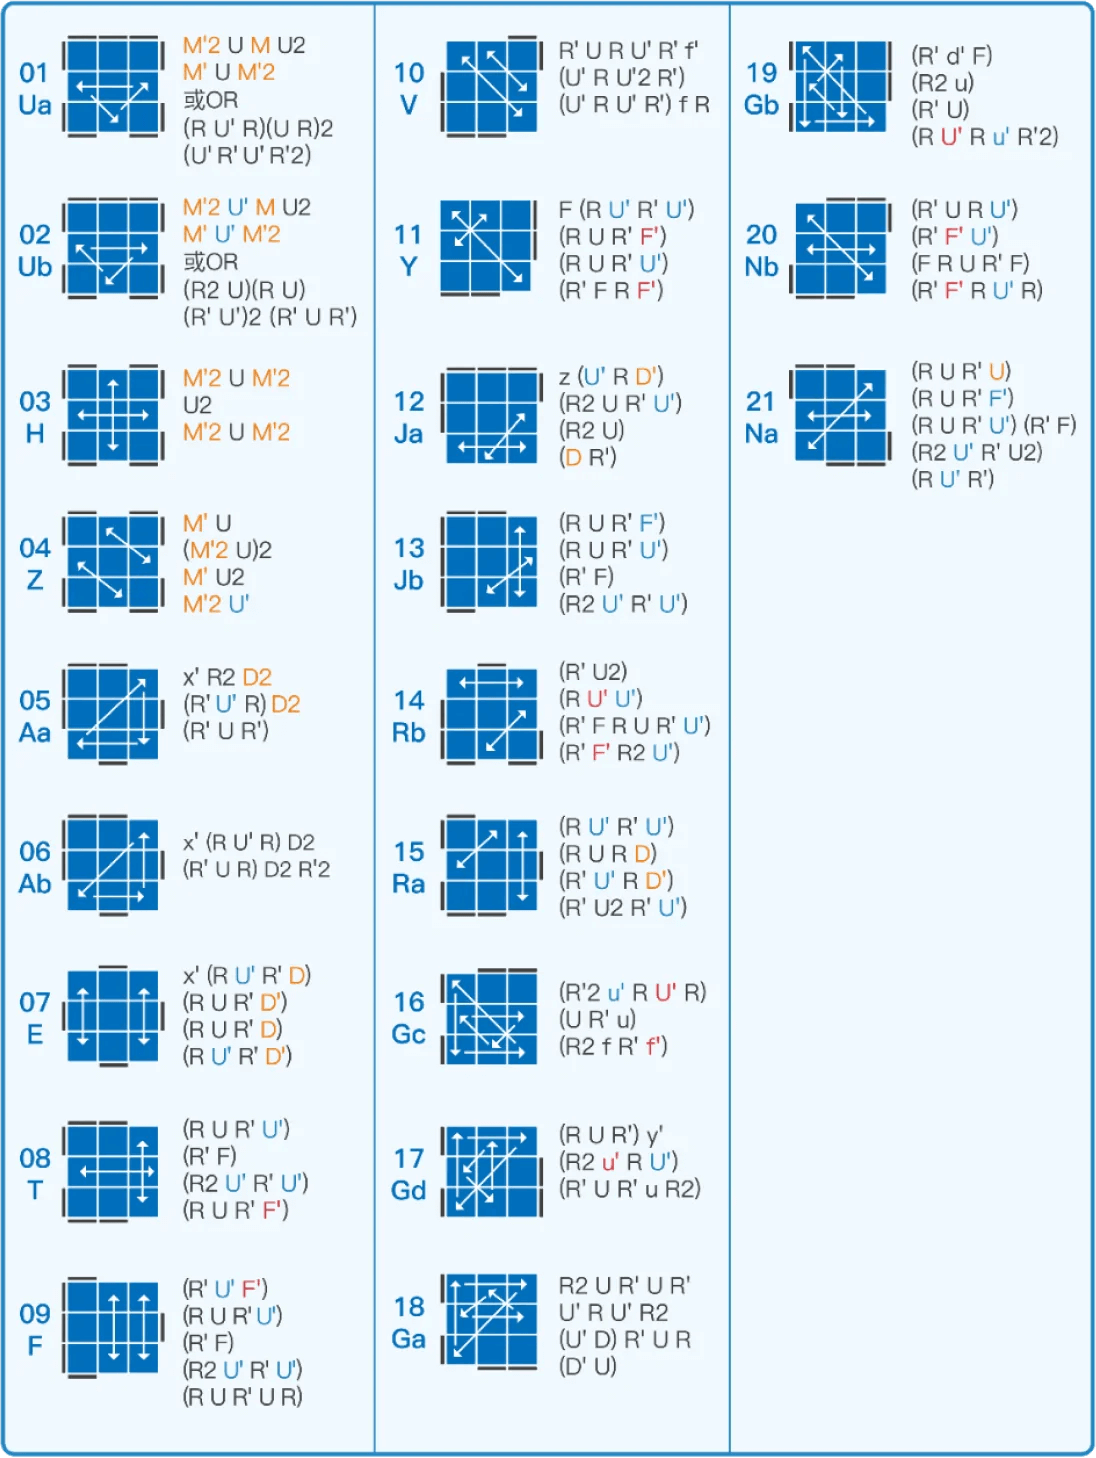 01
Ua
M'2 U M U2
M' U M'2
或OR
(R U' R)(U R)2
(U' R' U' R'2)
02
Ub
M'2 U' M U2
M' U' M'2
或OR
(R2 U)(R U)
(R' U')2 (R' U R')
03
H
M'2 U M'2
U2
M'2 U M'2
04
Z
M' U
(M'2 U)2
M' U2
M'2 U'
05
Aa
x' R2 D2
(R' U' R) D2
(R' U R')
06
Ab
x' (R U' R) D2
(R' U R) D2 R'2
07
E
x' (R U' R' D)
(R U R' D')
(R U R' D)
(R U' R' D')
08
T
(R U R' U')
(R' F)
(R2 U' R' U')
(R U R' F')
09
F
(R' U' F')
(R U R' U')
(R' F)
(R2 U' R' U')
(R U R' U R)
10
V
R' U R U' R' f'
(U' R U'2 R')
(U' R U' R') f R
11
Y
F (R U' R' U')
(R U R' F')
(R U R' U')
(R' F R F')
12
Ja
z (U' R D')
(R2 U R' U')
(R2 U)
(D R')
13
Jb
(R U R' F')
(R U R' U')
(R' F)
(R2 U' R' U')
14
Rb
(R' U2)
(R U' U')
(R' F R U R' U')
(R' F' R2 U')
15
Ra
(R U' R' U')
(R U R D)
(R' U' R D')
(R' U2 R' U')
16
Gc
(R'2 u' R U' R)
(U R' u)
(R2 f R' f')
17
Gd
(R U R') y'
(R2 u' R U')
(R' U R' u R2)
18
Ga
R2 U R' U R'
U' R U' R2
(U' D) R' U R
(D' U)
19
Gb
(R' d' F)
(R2 u)
(R' U)
(R U' R u' R'2)
20
Nb
(R' U R U')
(R' F' U')
(F R U R' F)
(R' F' R U' R)
21
Na
(R U R' U)
(R U R' F')
(R U R' U') (R' F)
(R2 U' R' U2)
(R U' R')